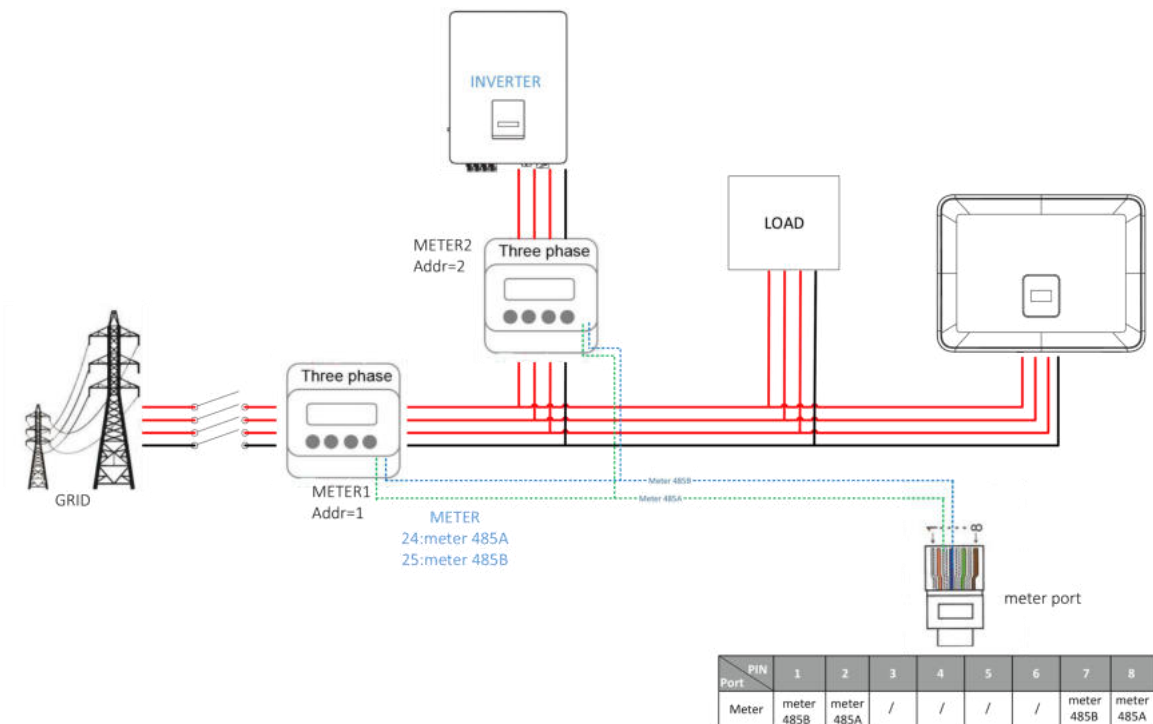 INVERTER
METER2
Addr=2
Three phase
LOAD
Three phase
GRID
METER1
Addr=1
Meter 485B
Meter 485A
METER
24:meter 485A
25:meter 485B
1 8
meter port
PIN 1 2 3 4 5 6 7 8
Port
Meter meter 485B meter 485A / / / / meter 485B meter 485A